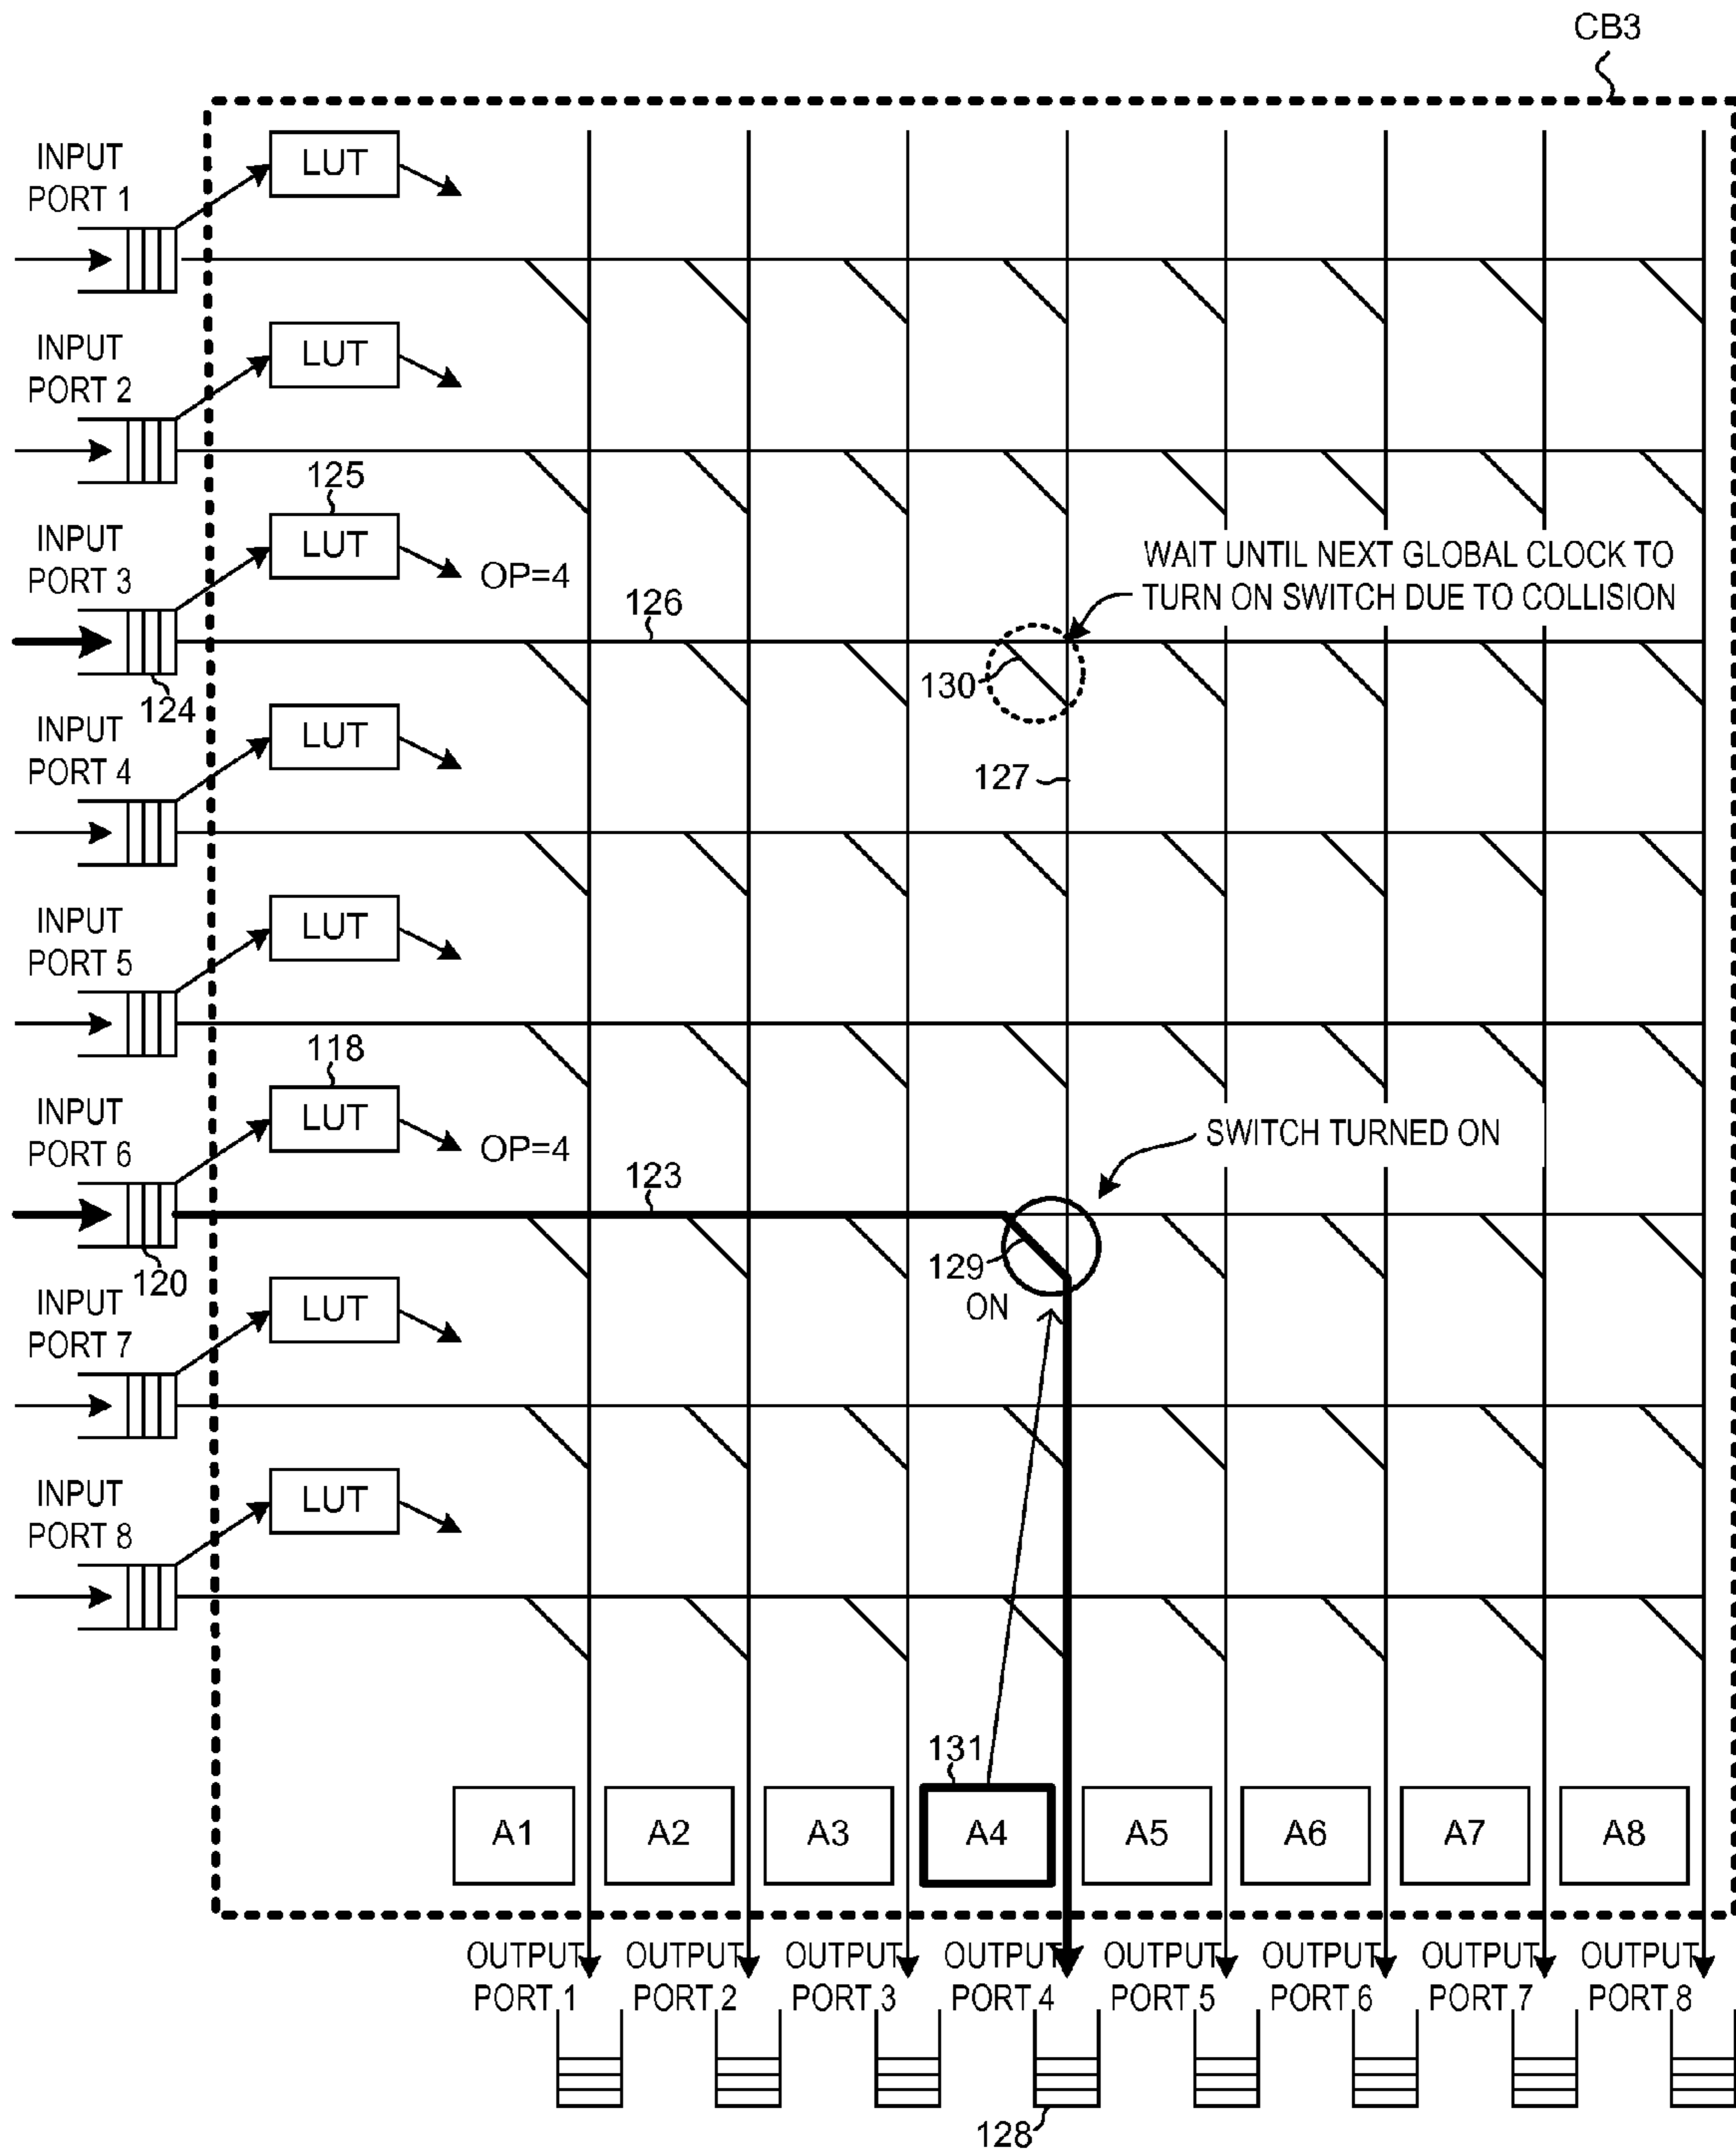 CB3
INPUT
PORT 1
LUT
INPUT
PORT 2
LUT
125
INPUT
PORT 3
LUT
OP=4
WAIT UNTIL NEXT GLOBAL CLOCK TO
TURN ON SWITCH DUE TO COLLISION
126
130
124
INPUT
PORT 4
LUT
127
INPUT
PORT 5
LUT
118
INPUT
PORT 6
LUT
OP=4
SWITCH TURNED ON
123
129
ON
120
INPUT
PORT 7
LUT
INPUT
PORT 8
LUT
131
A1
A2
A3
A4
A5
A6
A7
A8
OUTPUT
PORT 1
OUTPUT
PORT 2
OUTPUT
PORT 3
OUTPUT
PORT 4
OUTPUT
PORT 5
OUTPUT
PORT 6
OUTPUT
PORT 7
OUTPUT
PORT 8
128